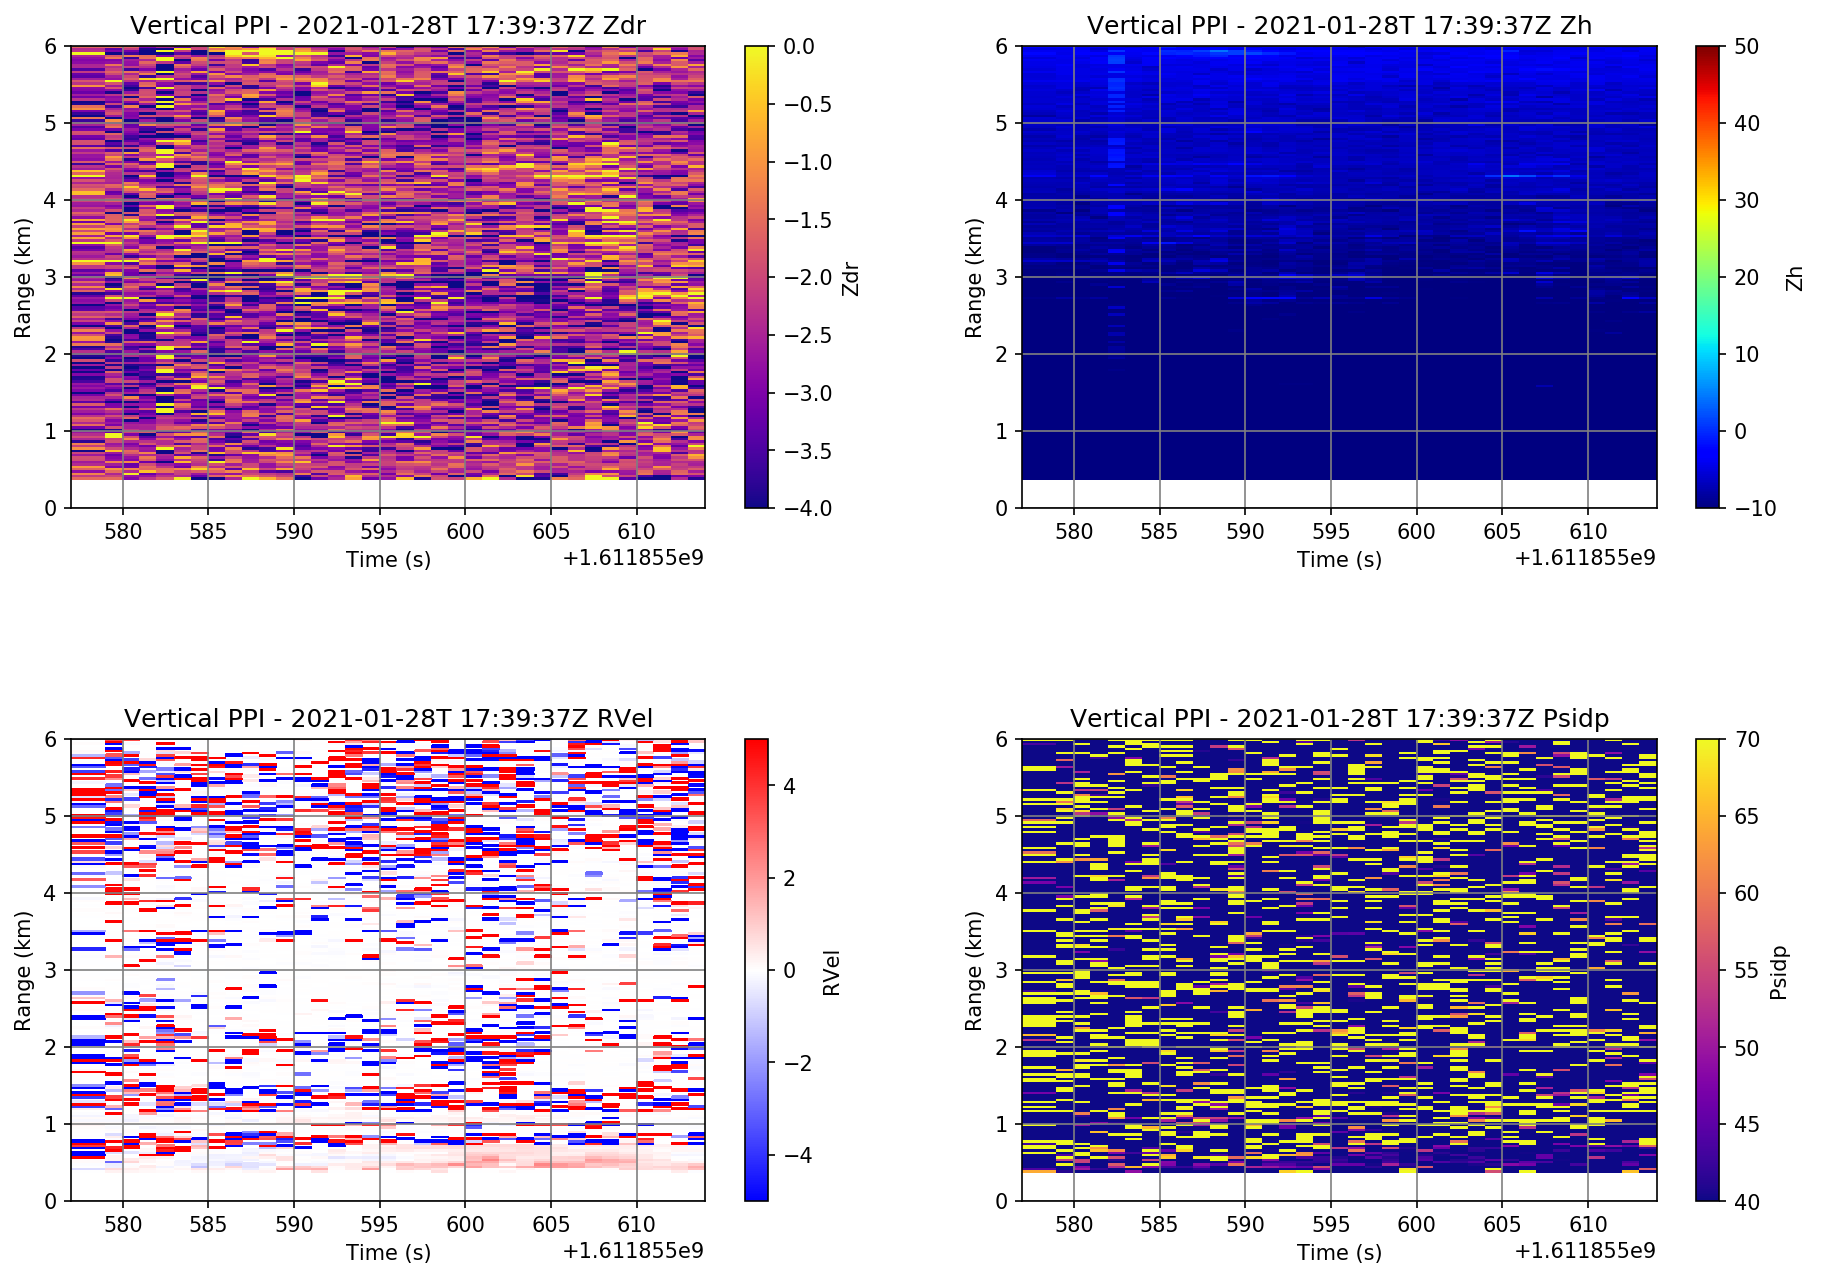 Vertical PPI - 2021-01-28T 17:39:37Z Zdr
6
5
4
3
2
1
0
Range (km)
580 585 590 595 600 605 610
Time (s)
+1.611855e9
0.0
−0.5
−1.0
−1.5
−2.0
−2.5
−3.0
−3.5
−4.0
Zdr
Vertical PPI - 2021-01-28T 17:39:37Z Zh
6
5
4
3
2
1
0
Range (km)
580 585 590 595 600 605 610
Time (s)
+1.611855e9
50
40
30
20
10
0
−10
Zh
Vertical PPI - 2021-01-28T 17:39:37Z RVel
6
5
4
3
2
1
0
Range (km)
580 585 590 595 600 605 610
Time (s)
+1.611855e9
4
2
0
−2
−4
RVel
Vertical PPI - 2021-01-28T 17:39:37Z Psidp
6
5
4
3
2
1
0
Range (km)
580 585 590 595 600 605 610
Time (s)
+1.611855e9
70
65
60
55
50
45
40
Psidp